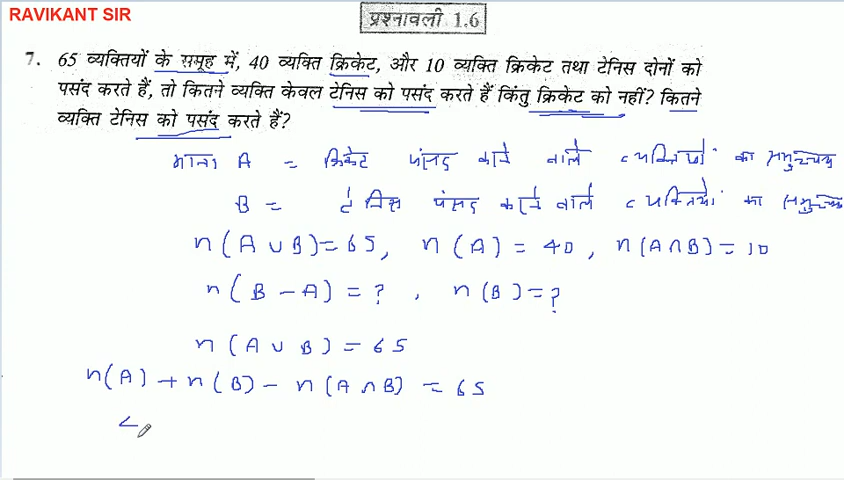 RAVIKANT SIR
प्रश्नावली 1.6
7. 65 व्यक्तियों के समूह में, 40 व्यक्ति क्रिकेट, और 10 व्यक्ति क्रिकेट तथा टेनिस दोनों को
पसंद करते हैं, तो कितने व्यक्ति केवल टेनिस को पसंद करते हैं किंतु क्रिकेट को नहीं? कितने
व्यक्ति टेनिस को पसंद करते हैं?
माना A = क्रिकेट पंसद करने वाले व्यक्तियों का समुच्चय
B = टेनिस पंसद करने वाले व्यक्तियों का समुच्चय
n(A ∪ B) = 65, n(A) = 40, n(A∩B) = 10
n(B - A) = ?, n(B) = ?
n(A ∪ B) = 65
n(A) + n(B) - n(A ∩ B) = 65